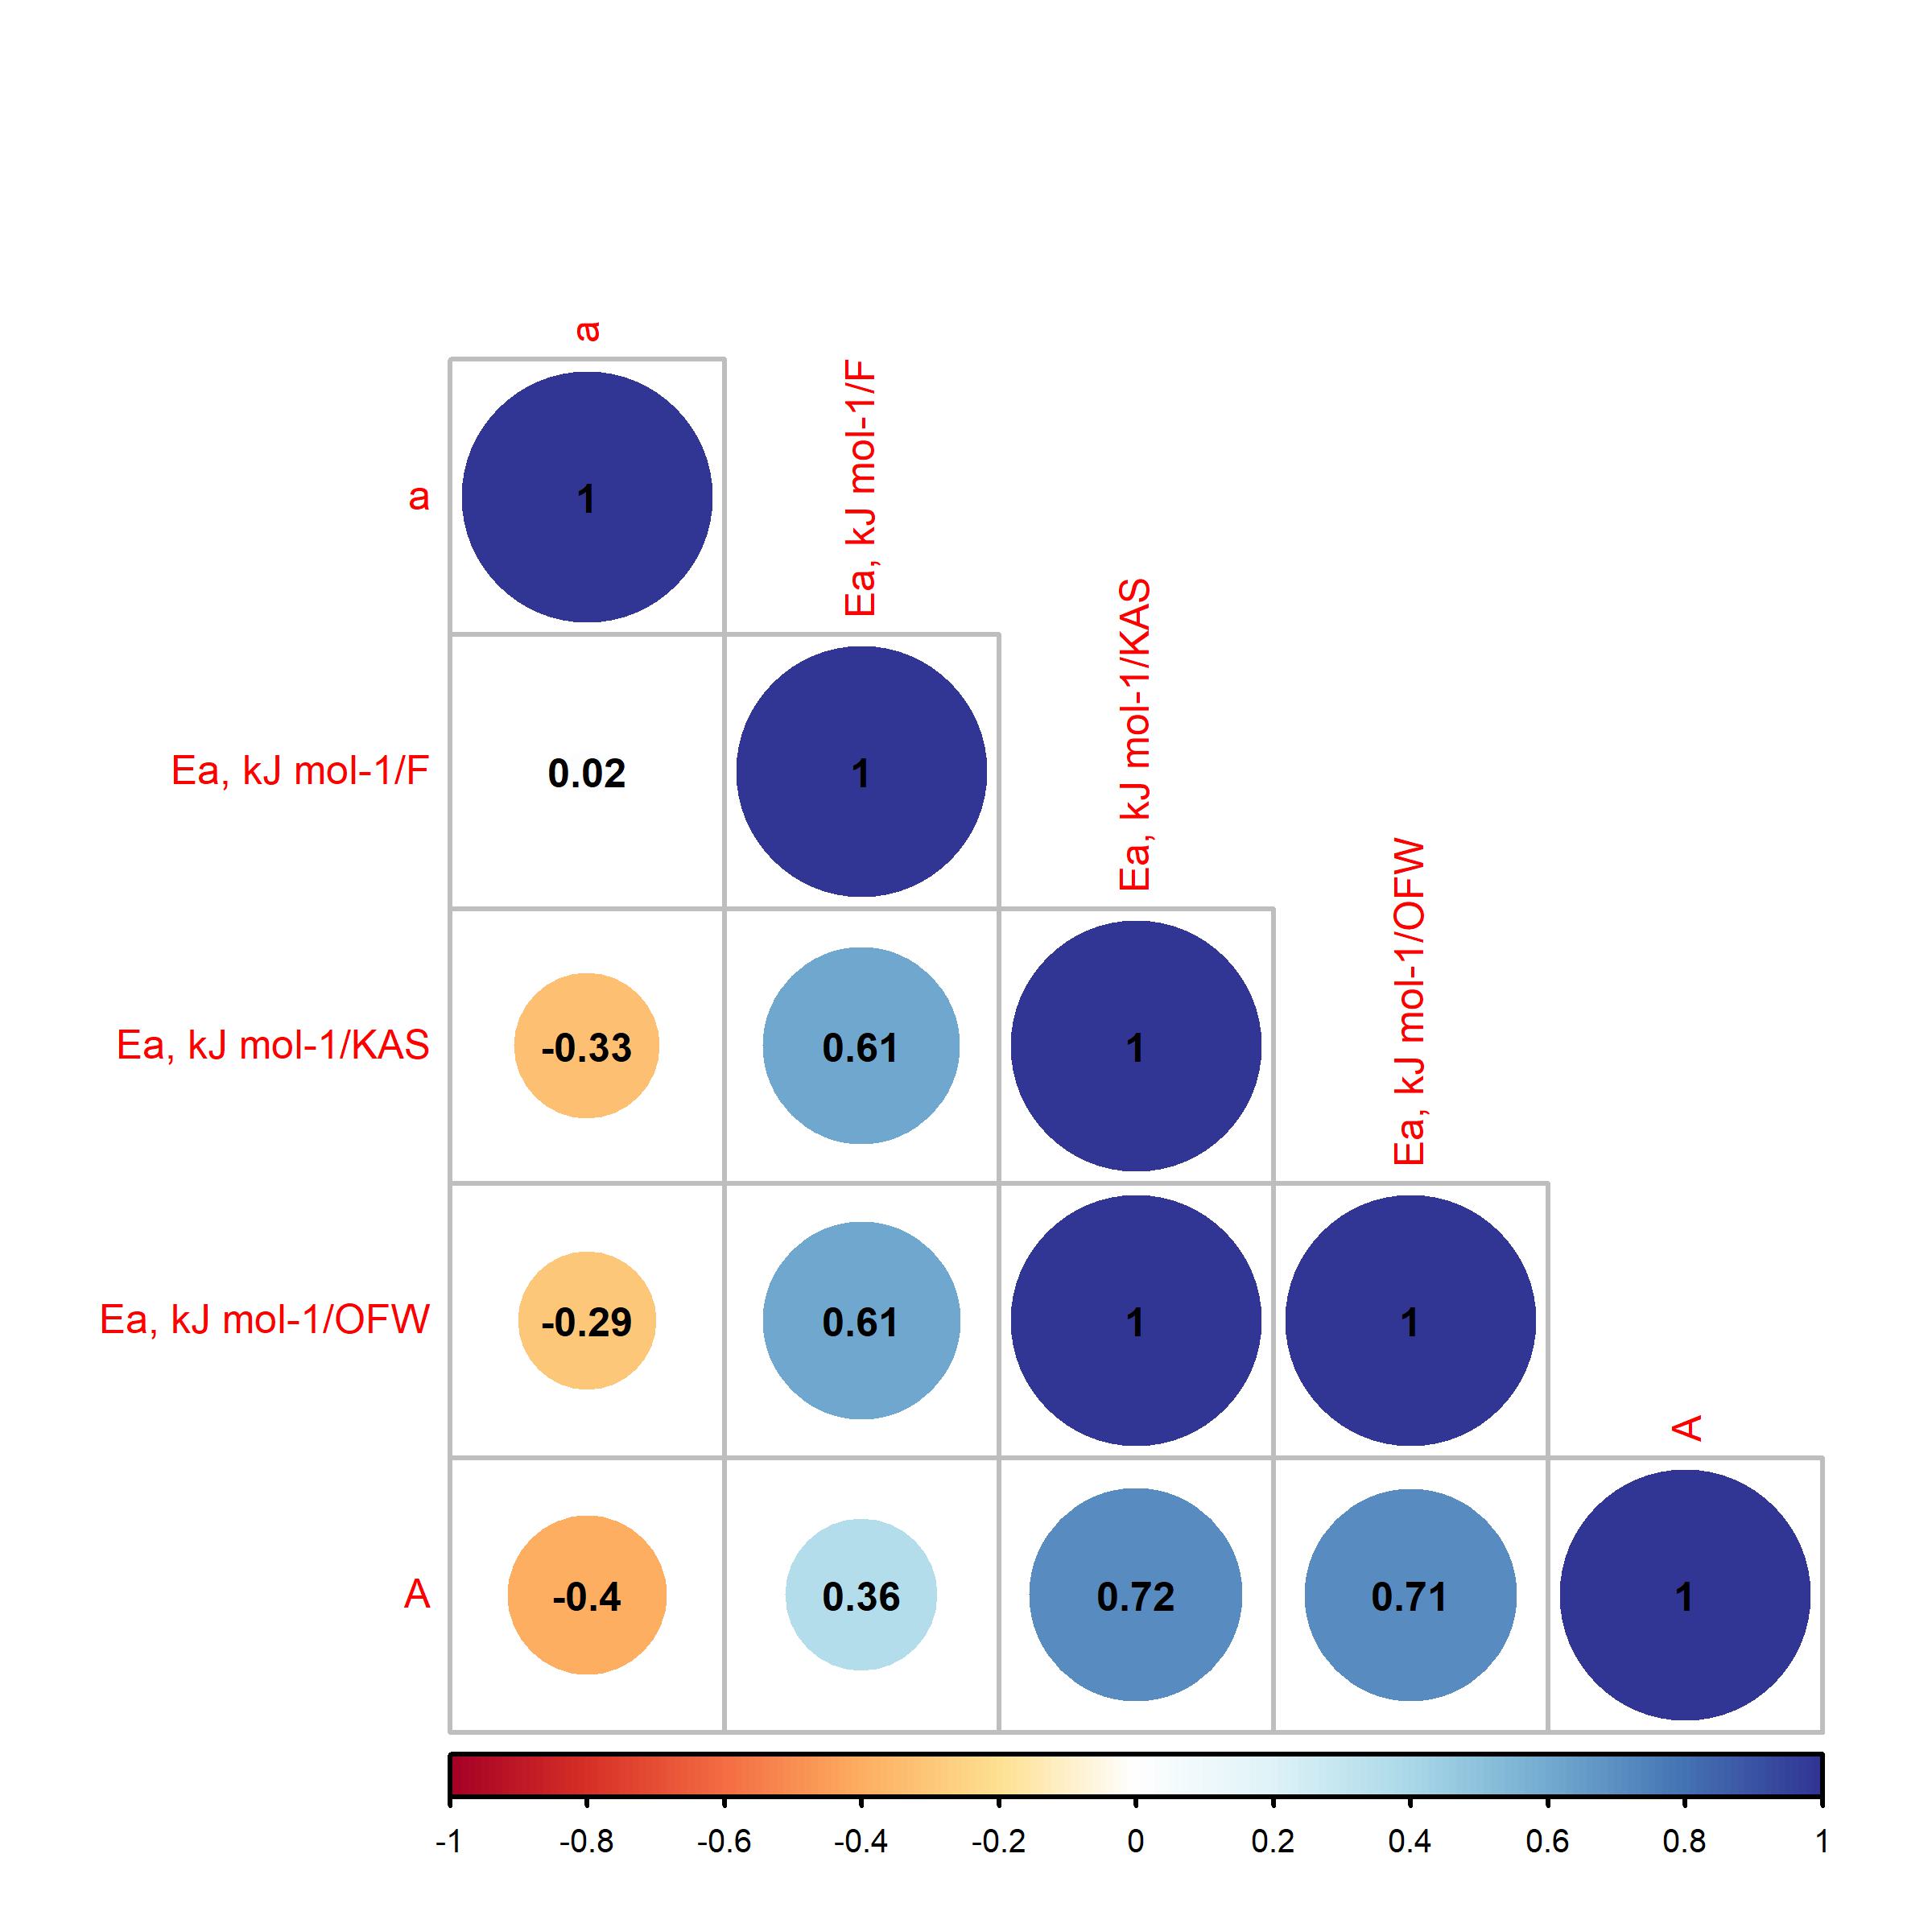 a
Ea, kJ mol-1/F
Ea, kJ mol-1/KAS
Ea, kJ mol-1/OFW
A
a 1
Ea, kJ mol-1/F 0.02 1
Ea, kJ mol-1/KAS -0.33 0.61 1
Ea, kJ mol-1/OFW -0.29 0.61 1 1
A -0.4 0.36 0.72 0.71 1
-1 -0.8 -0.6 -0.4 -0.2 0 0.2 0.4 0.6 0.8 1